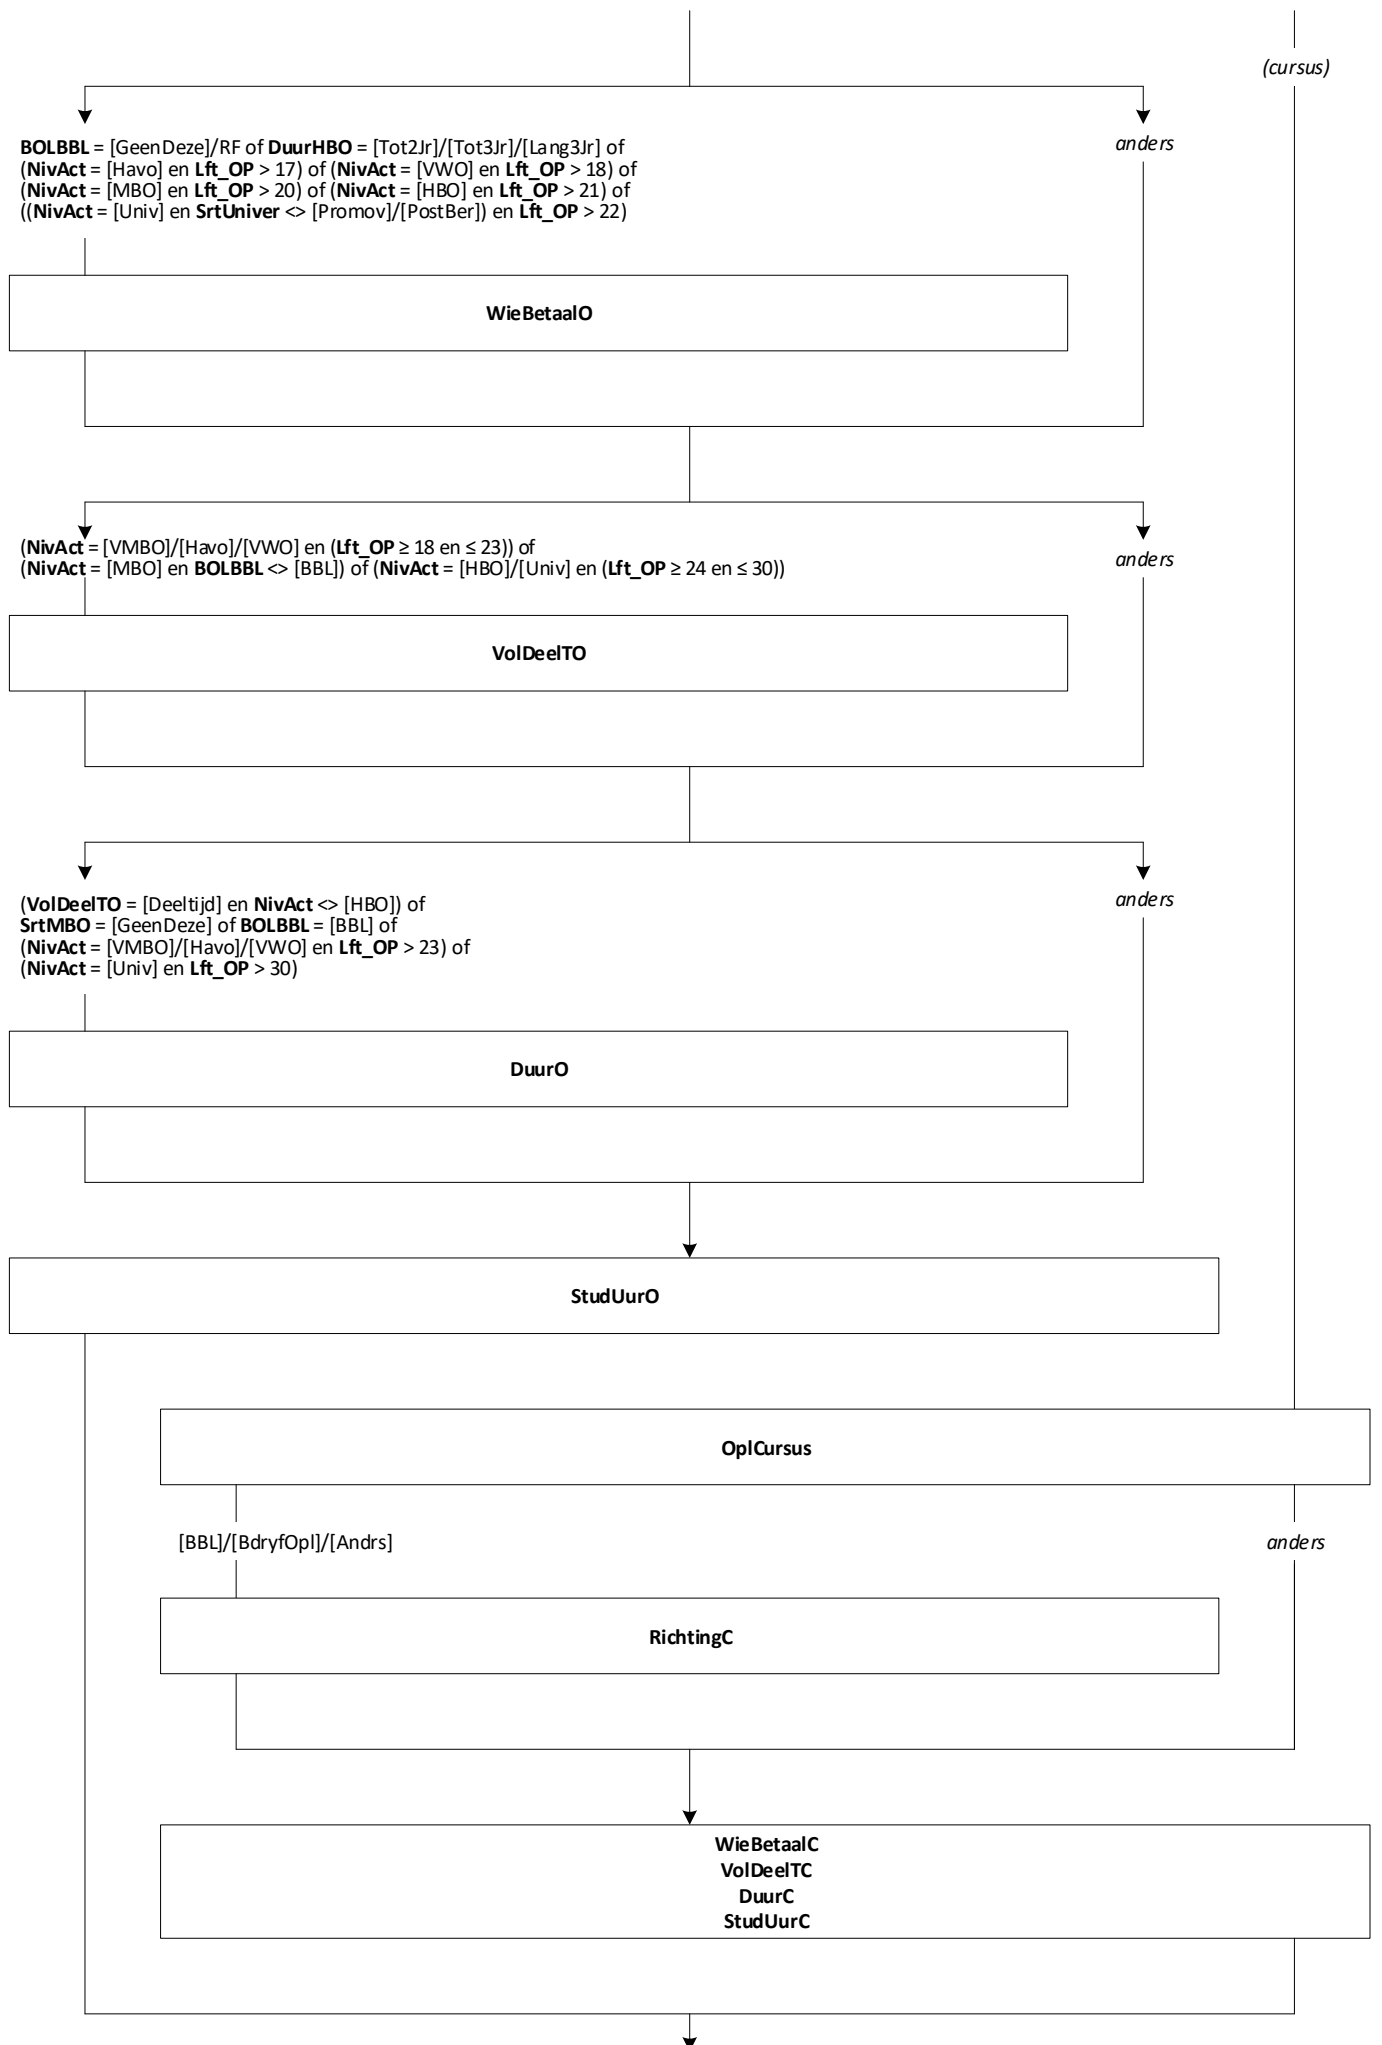 (cursus)
BOLBBL = [GeenDeze]/RF of DuurHBO = [Tot2Jr]/[Tot3Jr]/[Lang3Jr] of
(NivAct = [Havo] en Lft_OP > 17) of (NivAct = [VWO] en Lft_OP > 18) of
(NivAct = [MBO] en Lft_OP > 20) of (NivAct = [HBO] en Lft_OP > 21) of
((NivAct = [Univ] en SrtUniver <> [Promov]/[PostBer]) en Lft_OP > 22)
anders
WieBetaalO
(NivAct = [VMBO]/[Havo]/[VWO] en (Lft_OP ≥ 18 en ≤ 23)) of
(NivAct = [MBO] en BOLBBL <> [BBL]) of (NivAct = [HBO]/[Univ] en (Lft_OP ≥ 24 en ≤ 30))
anders
VolDeelTO
(VolDeelTO = [Deeltijd] en NivAct <> [HBO]) of
SrtMBO = [GeenDeze] of BOLBBL = [BBL] of
(NivAct = [VMBO]/[Havo]/[VWO] en Lft_OP > 23) of
(NivAct = [Univ] en Lft_OP > 30)
anders
DuurO
StudUurO
OplCursus
[BBL]/[BdryfOpl]/[Andrs]
anders
RichtingC
WieBetaalC
VolDeelTC
DuurC
StudUurC